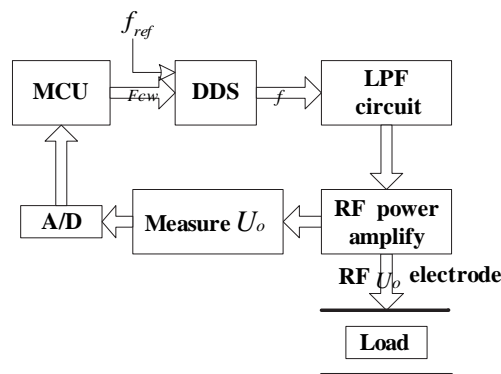 f_ref
MCU
Fcw
DDS
f
LPF
circuit
A/D
Measure U_o
RF power
amplify
RF U_o electrode
Load